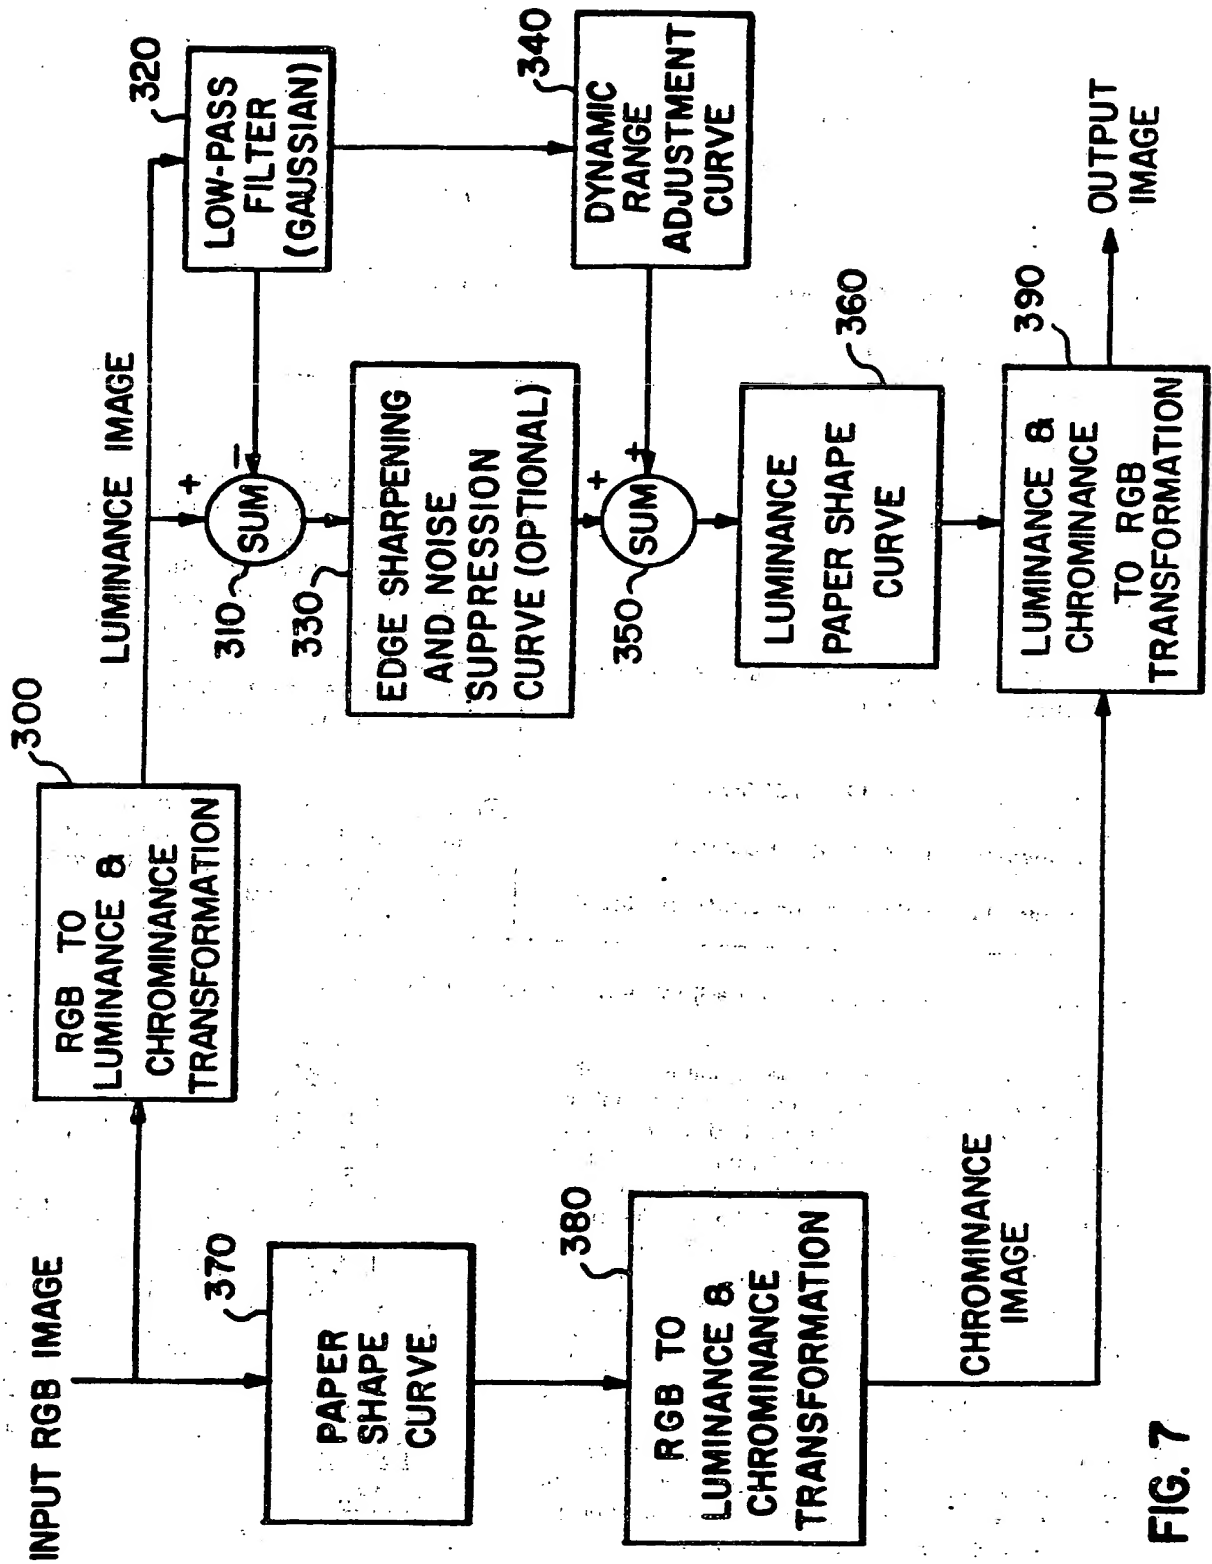 INPUT RGB IMAGE
300
RGB TO
LUMINANCE &
CHROMINANCE
TRANSFORMATION
LUMINANCE IMAGE
320
LOW-PASS
FILTER
(GAUSSIAN)
310
+
−
SUM
330
EDGE SHARPENING
AND NOISE
SUPPRESSION
CURVE (OPTIONAL)
340
DYNAMIC
RANGE
ADJUSTMENT
CURVE
350
+
+
SUM
360
LUMINANCE
PAPER SHAPE
CURVE
370
PAPER
SHAPE
CURVE
380
RGB TO
LUMINANCE &
CHROMINANCE
TRANSFORMATION
CHROMINANCE
IMAGE
390
LUMINANCE &
CHROMINANCE
TO RGB
TRANSFORMATION
OUTPUT
IMAGE
FIG. 7